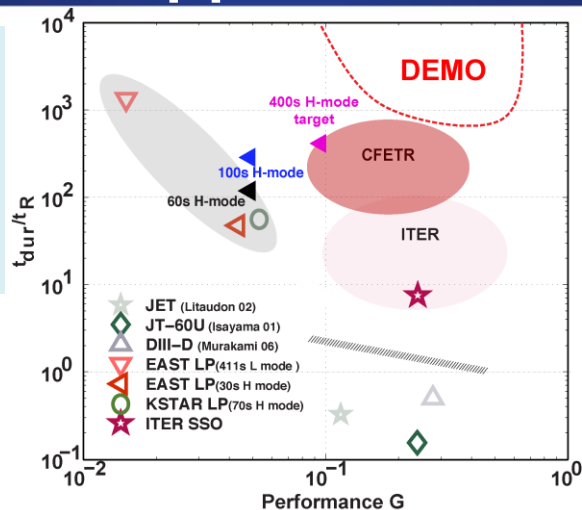 10^4
10^3
10^2
10^1
10^0
10^-1
t_dur/t_R
DEMO
400s H-mode
target
CFETR
100s H-mode
60s H-mode
ITER
JET (Litaudon 02)
JT-60U (Isayama 01)
DIII-D (Murakami 06)
EAST LP(411s L mode )
EAST LP(30s H mode)
KSTAR LP(70s H mode)
ITER SSO
10^-2
10^-1
10^0
Performance G